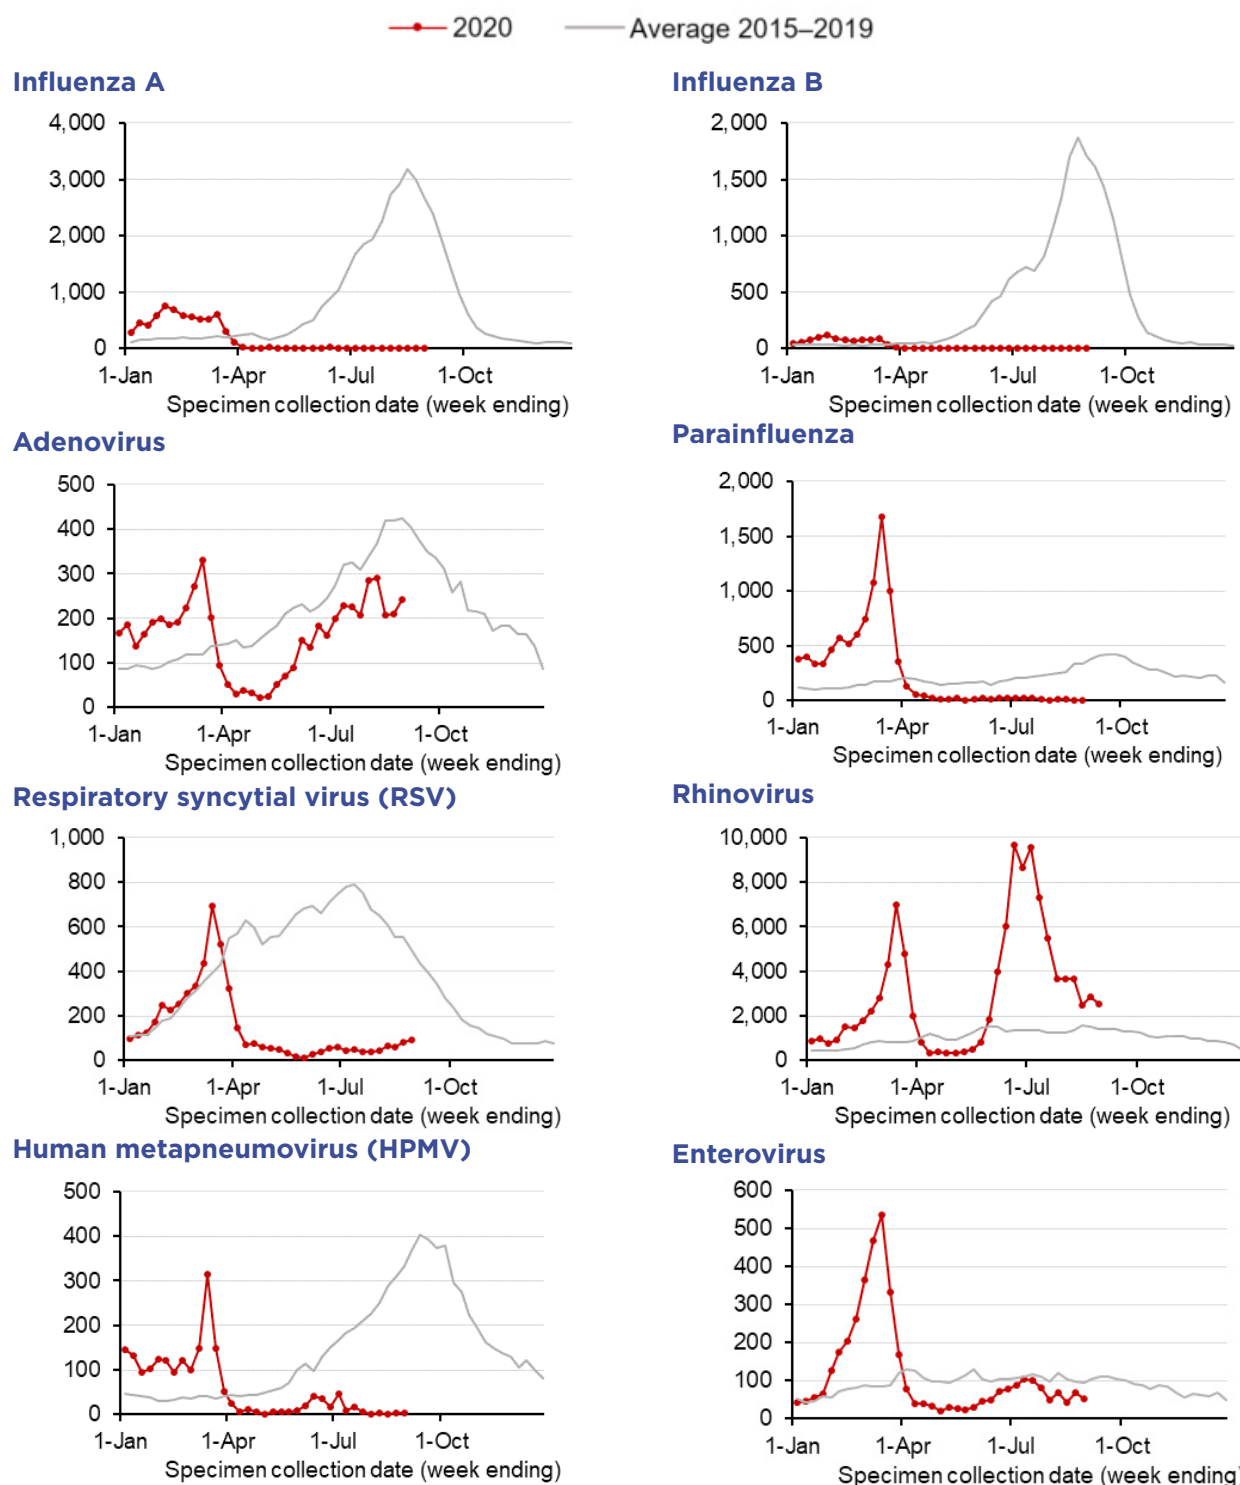 2020 Average 2015–2019
Influenza A
4,000
3,000
2,000
1,000
0
1-Jan 1-Apr 1-Jul 1-Oct
Specimen collection date (week ending)
Influenza B
2,000
1,500
1,000
500
0
1-Jan 1-Apr 1-Jul 1-Oct
Specimen collection date (week ending)
Adenovirus
500
400
300
200
100
0
1-Jan 1-Apr 1-Jul 1-Oct
Specimen collection date (week ending)
Parainfluenza
2,000
1,500
1,000
500
0
1-Jan 1-Apr 1-Jul 1-Oct
Specimen collection date (week ending)
Respiratory syncytial virus (RSV)
1,000
800
600
400
200
0
1-Jan 1-Apr 1-Jul 1-Oct
Specimen collection date (week ending)
Rhinovirus
10,000
8,000
6,000
4,000
2,000
0
1-Jan 1-Apr 1-Jul 1-Oct
Specimen collection date (week ending)
Human metapneumovirus (HPMV)
500
400
300
200
100
0
1-Jan 1-Apr 1-Jul 1-Oct
Specimen collection date (week ending)
Enterovirus
600
500
400
300
200
100
0
1-Jan 1-Apr 1-Jul 1-Oct
Specimen collection date (week ending)